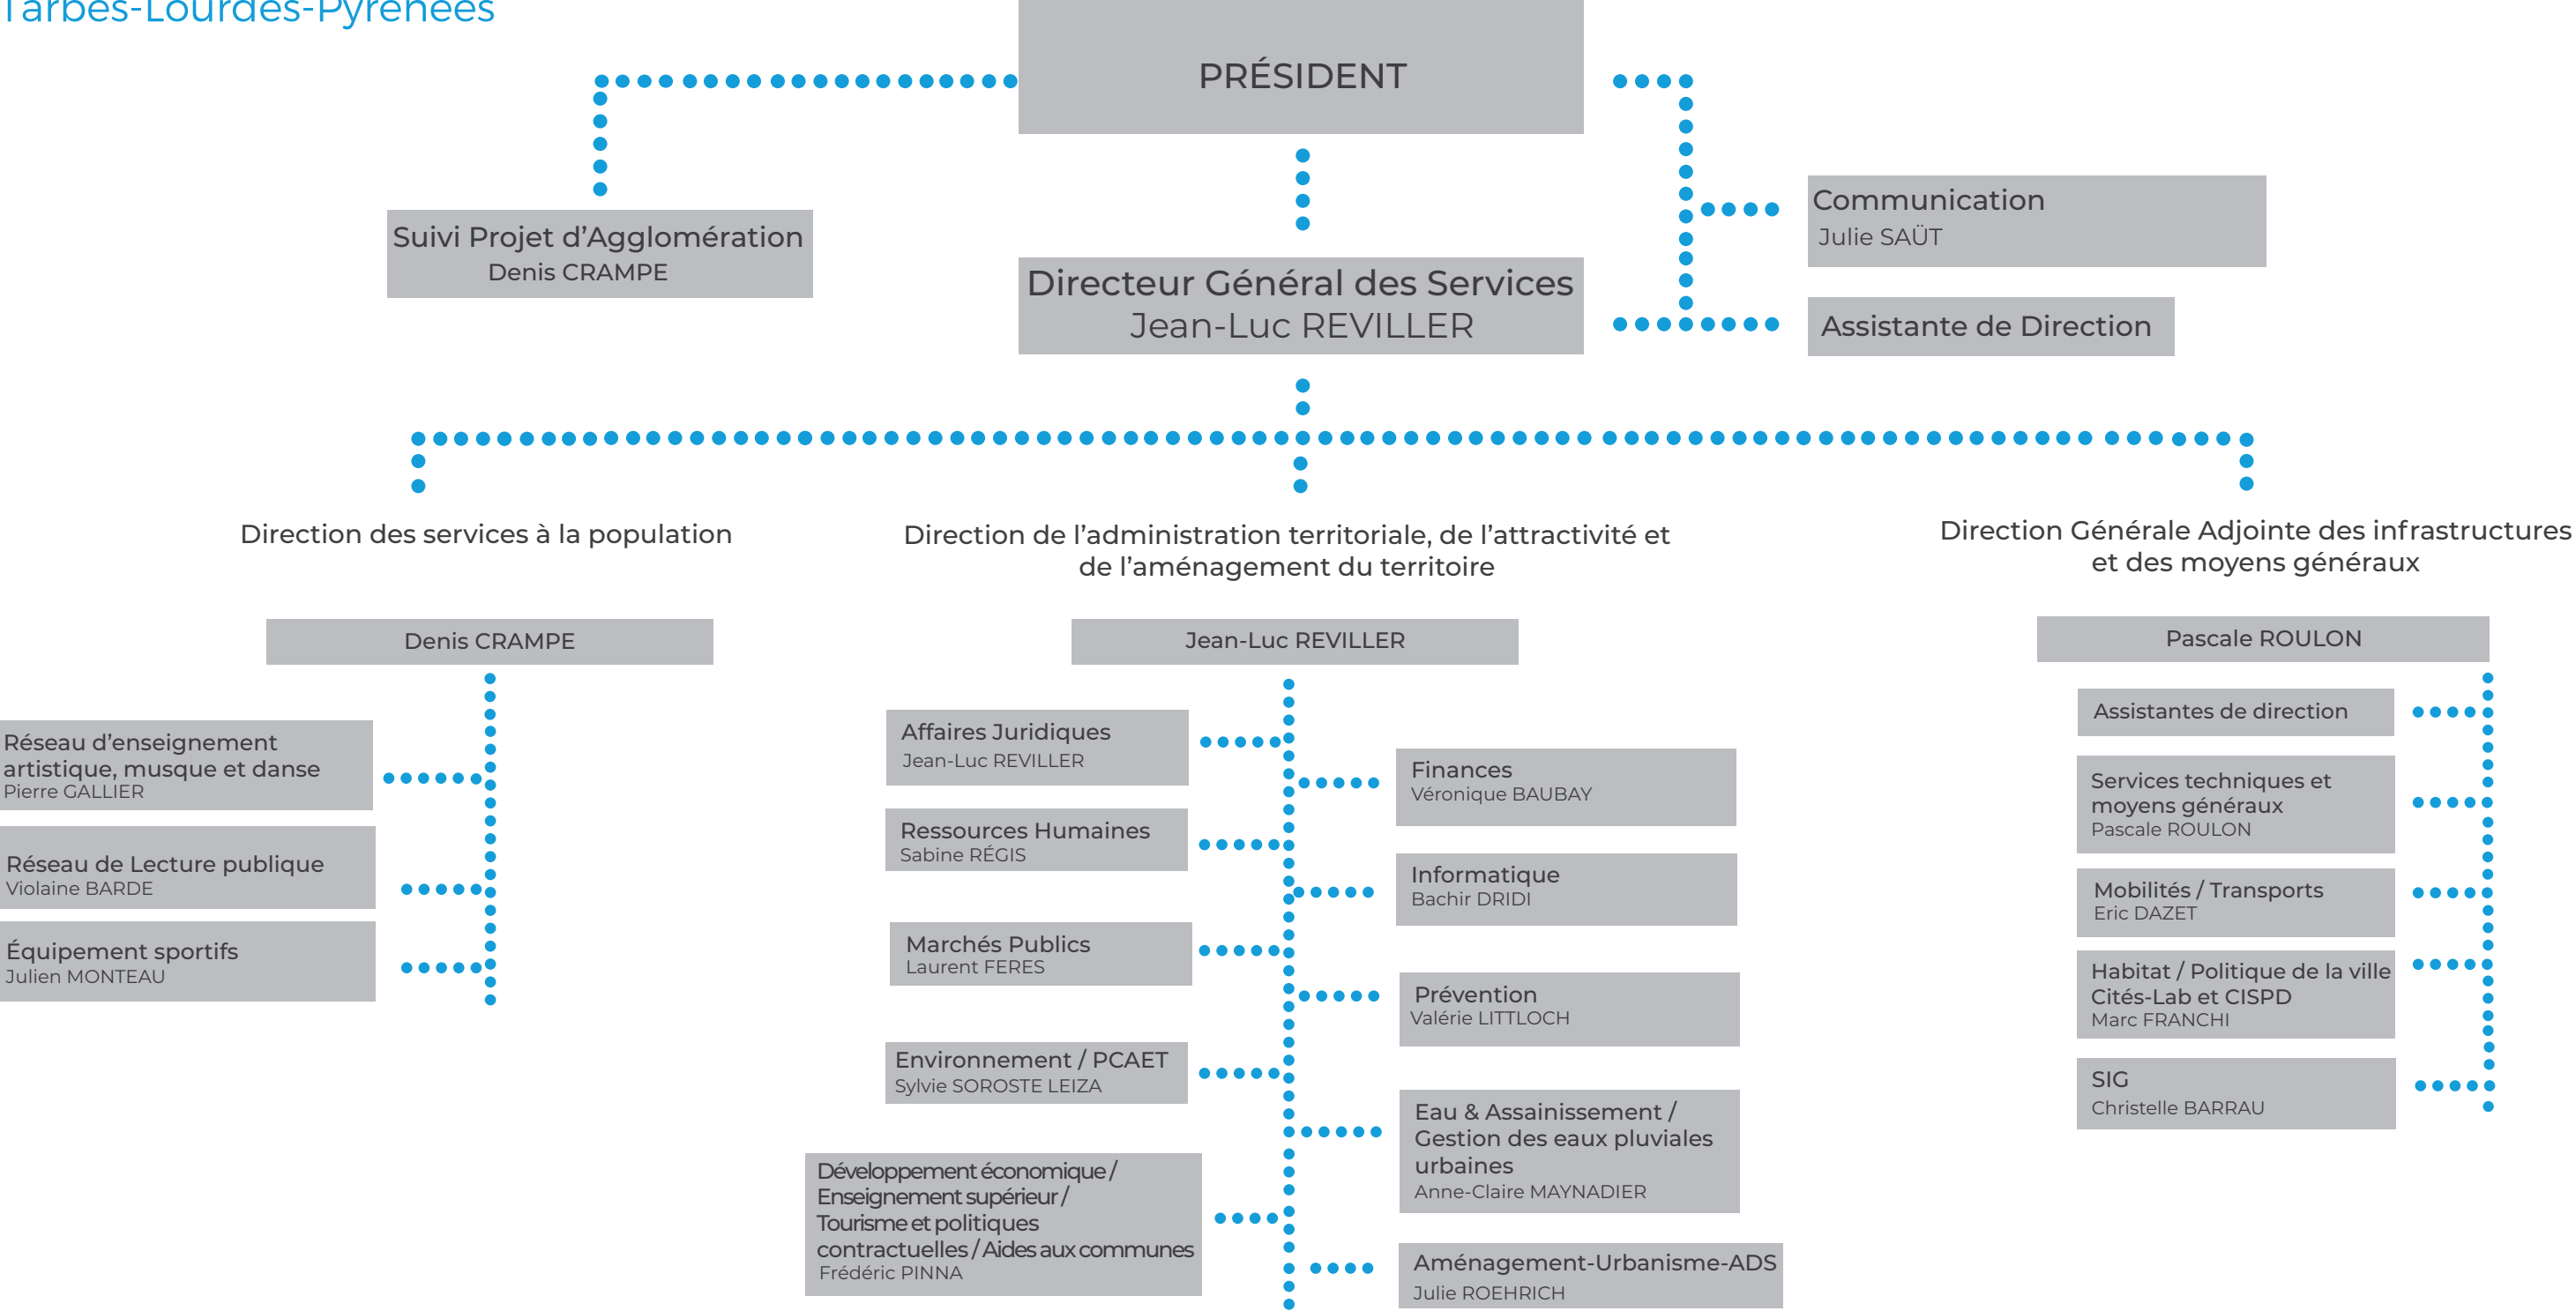 Tarbes-Lourdes-Pyrénées
PRÉSIDENT
Suivi Projet d’Agglomération
Denis CRAMPE
Directeur Général des Services
Jean-Luc REVILLER
Communication
Julie SAÜT
Assistante de Direction
Direction des services à la population
Denis CRAMPE
Réseau d’enseignement
artistique, musque et danse
Pierre GALLIER
Réseau de Lecture publique
Violaine BARDE
Équipement sportifs
Julien MONTEAU
Direction de l’administration territoriale, de l’attractivité et
de l’aménagement du territoire
Jean-Luc REVILLER
Affaires Juridiques
Jean-Luc REVILLER
Ressources Humaines
Sabine RÉGIS
Marchés Publics
Laurent FERES
Environnement / PCAET
Sylvie SOROSTE LEIZA
Développement économique /
Enseignement supérieur /
Tourisme et politiques
contractuelles / Aides aux communes
Frédéric PINNA
Finances
Véronique BAUBAY
Informatique
Bachir DRIDI
Prévention
Valérie LITTLOCH
Eau & Assainissement /
Gestion des eaux pluviales
urbaines
Anne-Claire MAYNADIER
Aménagement-Urbanisme-ADS
Julie ROEHRICH
Direction Générale Adjointe des infrastructures
et des moyens généraux
Pascale ROULON
Assistantes de direction
Services techniques et
moyens généraux
Pascale ROULON
Mobilités / Transports
Eric DAZET
Habitat / Politique de la ville
Cités-Lab et CISPD
Marc FRANCHI
SIG
Christelle BARRAU